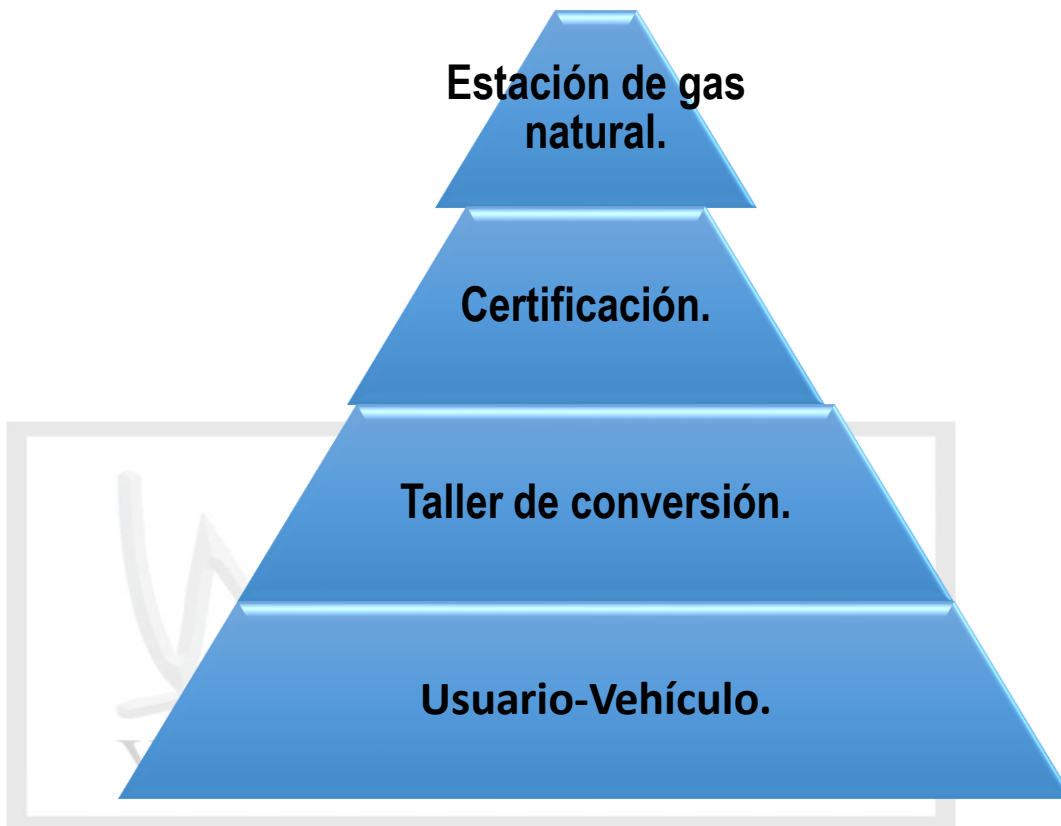 Estación de gas
natural.
Certificación.
Taller de conversión.
Usuario-Vehículo.